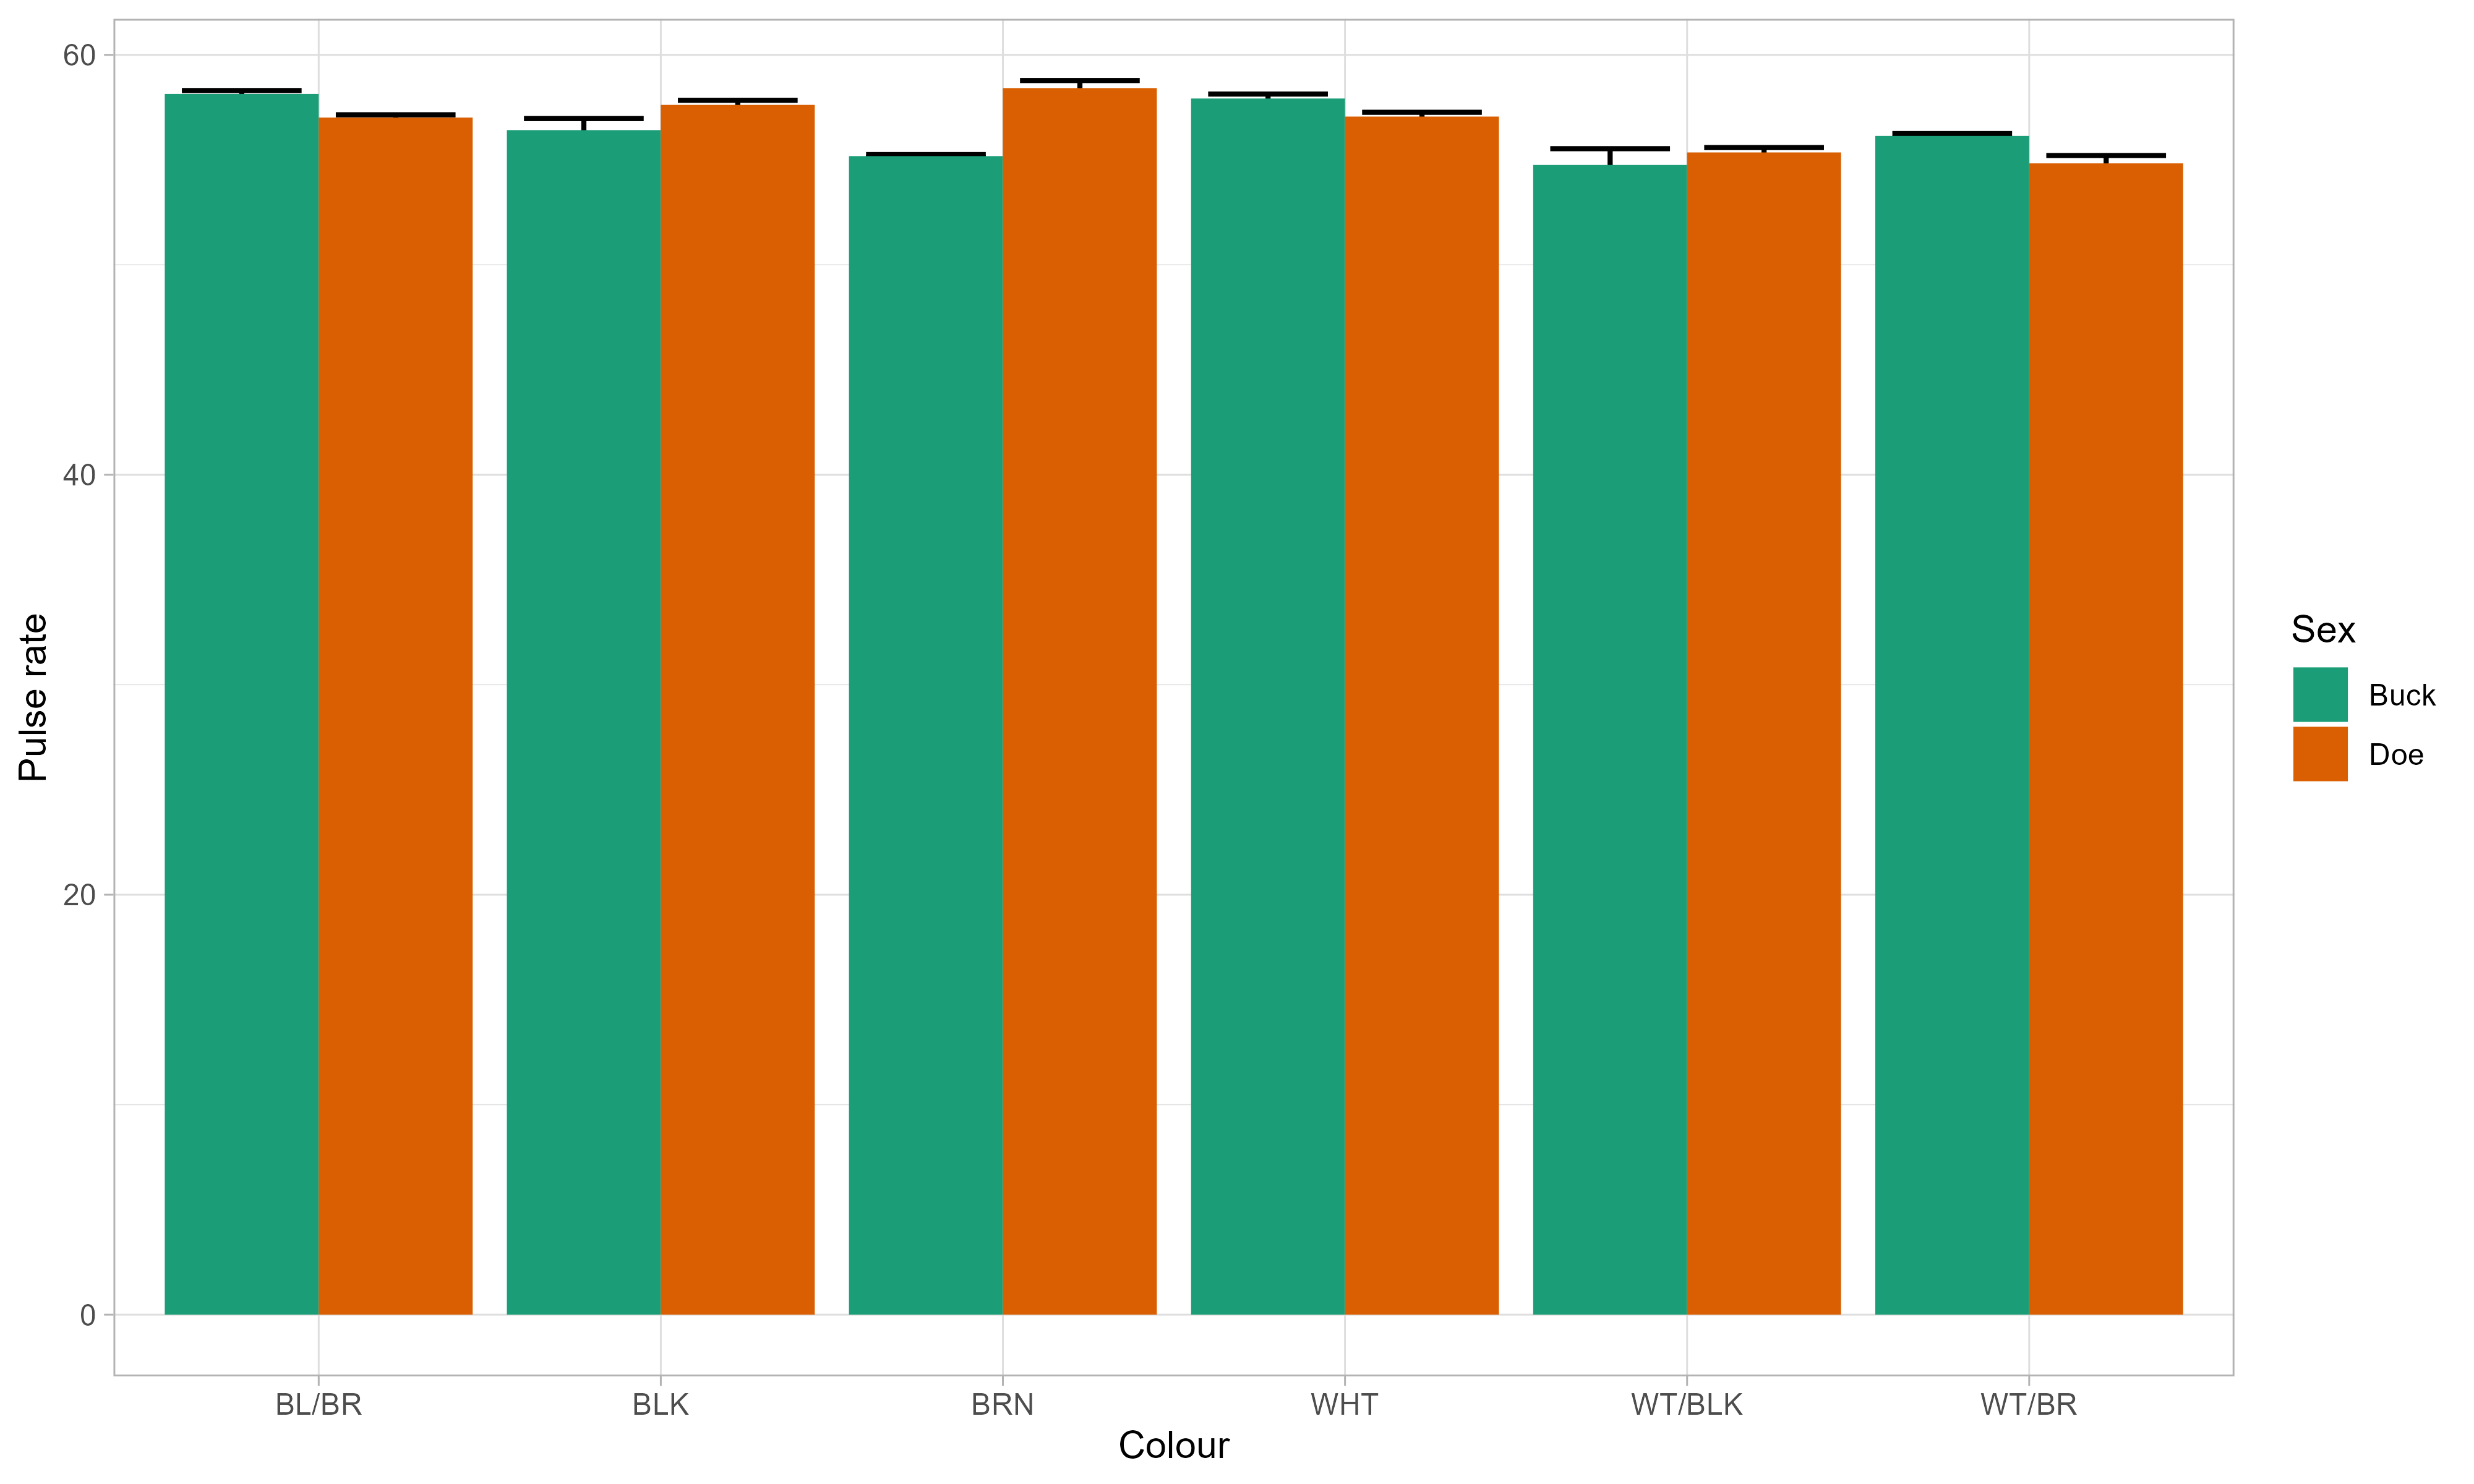 60
40
20
0
Pulse rate
BL/BR
BLK
BRN
WHT
WT/BLK
WT/BR
Colour
Sex
Buck
Doe